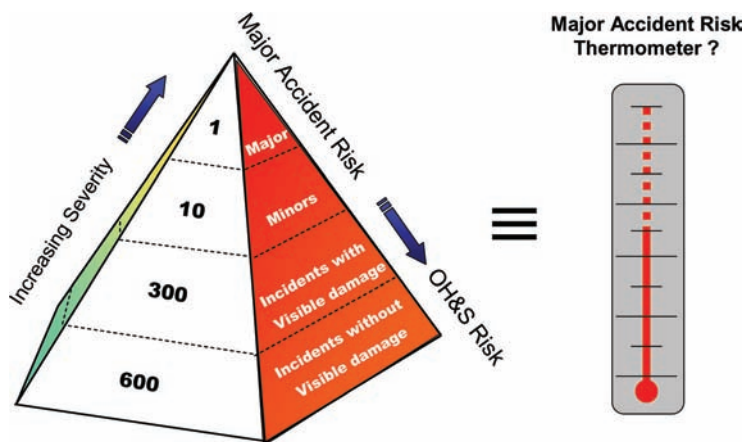 Major Accident Risk
Thermometer ?
Increasing Severity
Major Accident Risk
OH&S Risk
1
Major
10
Minors
300
Incidents with
Visible damage
600
Incidents without
Visible damage